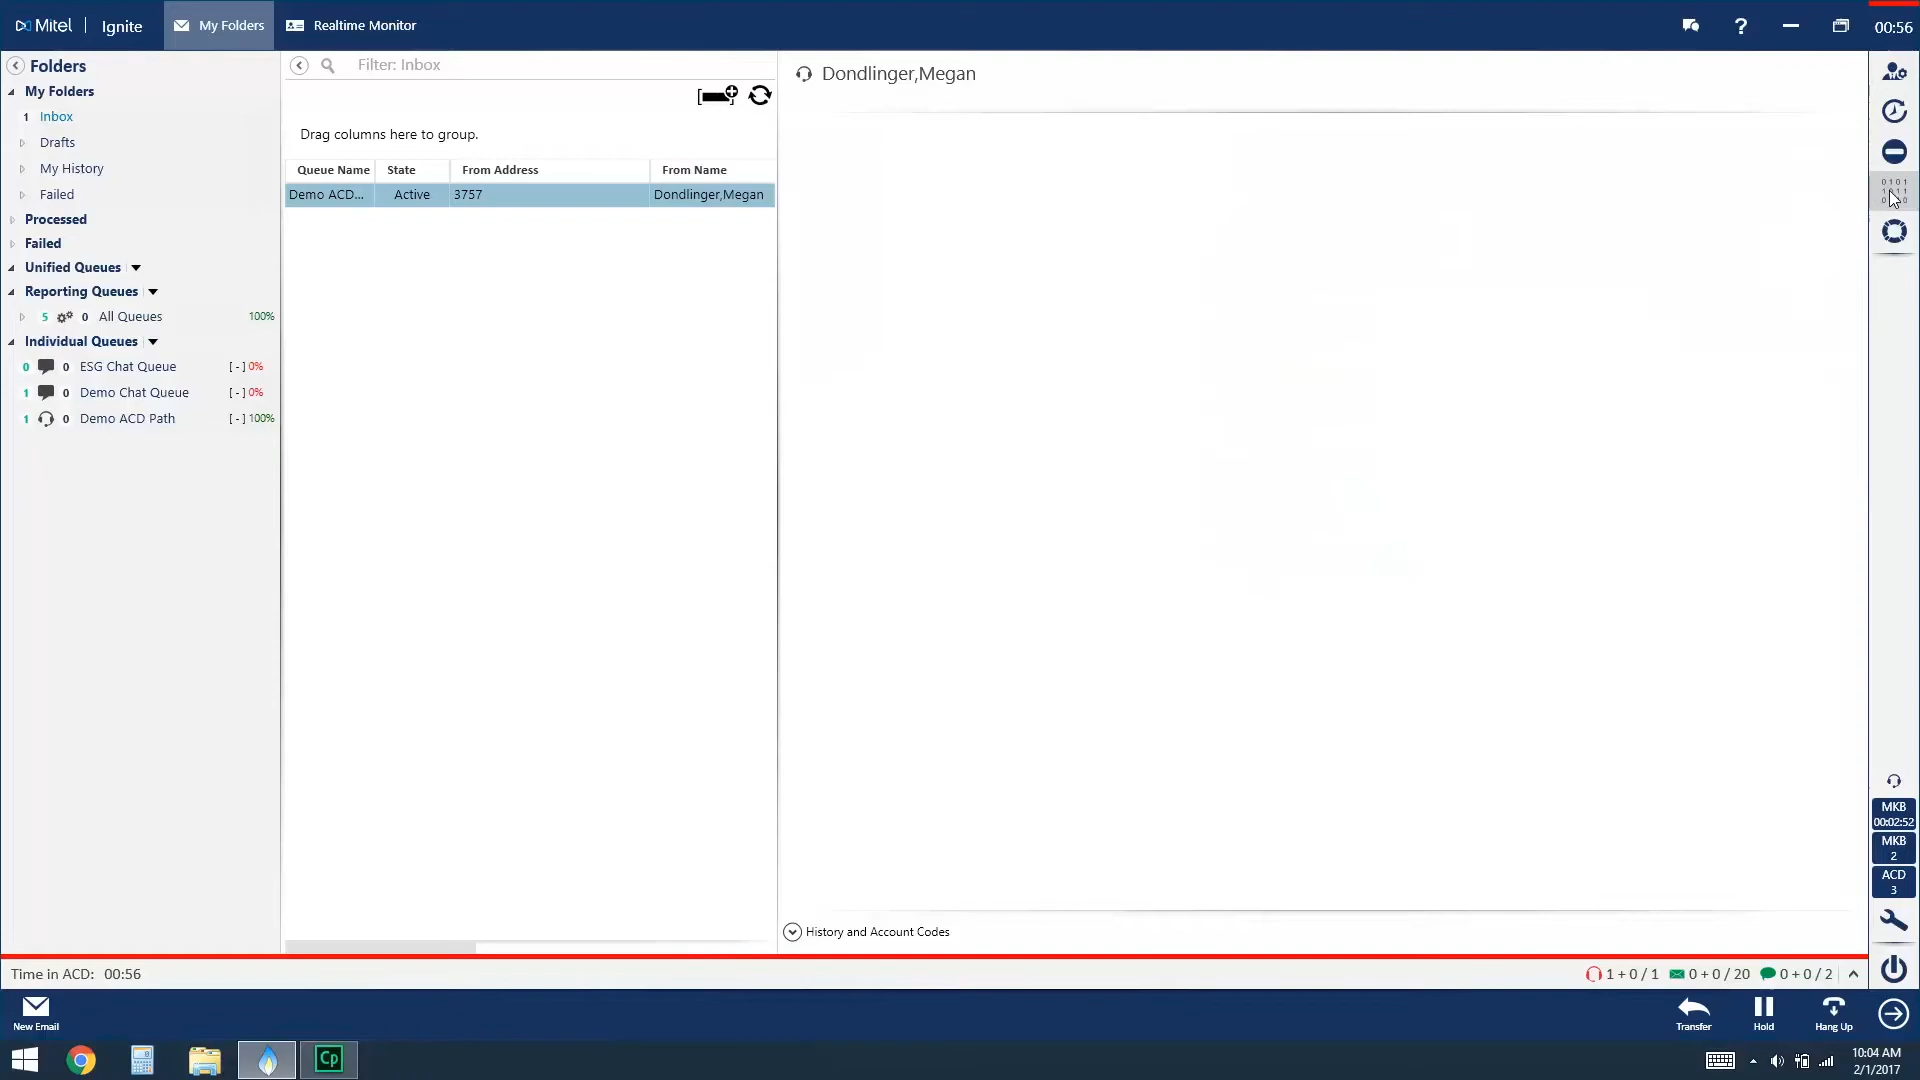 Mitel | Ignite
My Folders
Realtime Monitor
00:56
Folders
My Folders
1 Inbox
Drafts
My History
Failed
Processed
Failed
Unified Queues
Reporting Queues
5 0 All Queues 100%
Individual Queues
0 0 ESG Chat Queue [ - ] 0%
1 0 Demo Chat Queue [ - ] 0%
1 0 Demo ACD Path [ - ] 100%
Filter: Inbox
Drag columns here to group.
Queue Name State From Address From Name
Demo ACD... Active 3757 Dondlinger,Megan
Dondlinger,Megan
History and Account Codes
MKB
00:02:52
MKB
2
ACD
3
Time in ACD: 00:56
1 + 0 / 1 0 + 0 / 20 0 + 0 / 2
New Email
Transfer
Hold
Hang Up
Cp
10:04 AM
2/1/2017